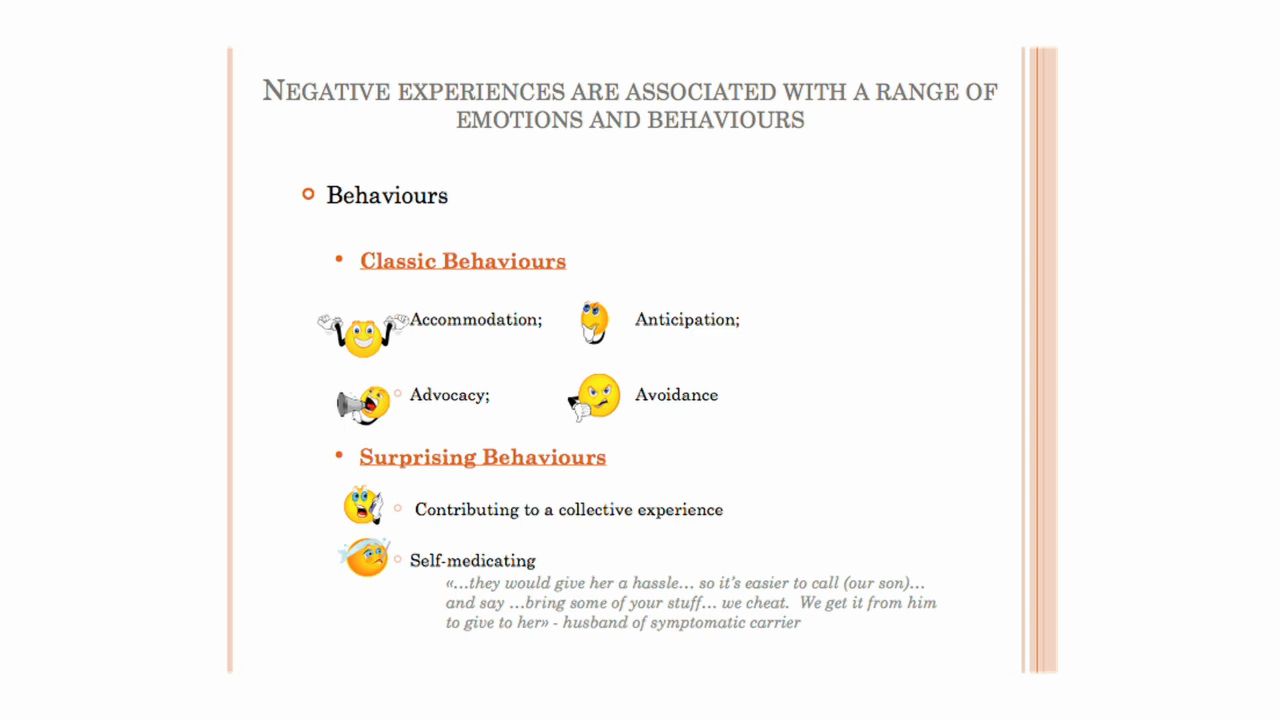 NEGATIVE EXPERIENCES ARE ASSOCIATED WITH A RANGE OF
EMOTIONS AND BEHAVIOURS
Behaviours
Classic Behaviours
Accommodation; Anticipation;
Advocacy; Avoidance
Surprising Behaviours
Contributing to a collective experience
Self-medicating
«...they would give her a hassle... so it's easier to call (our son)...
and say ...bring some of your stuff... we cheat. We get it from him
to give to her» - husband of symptomatic carrier